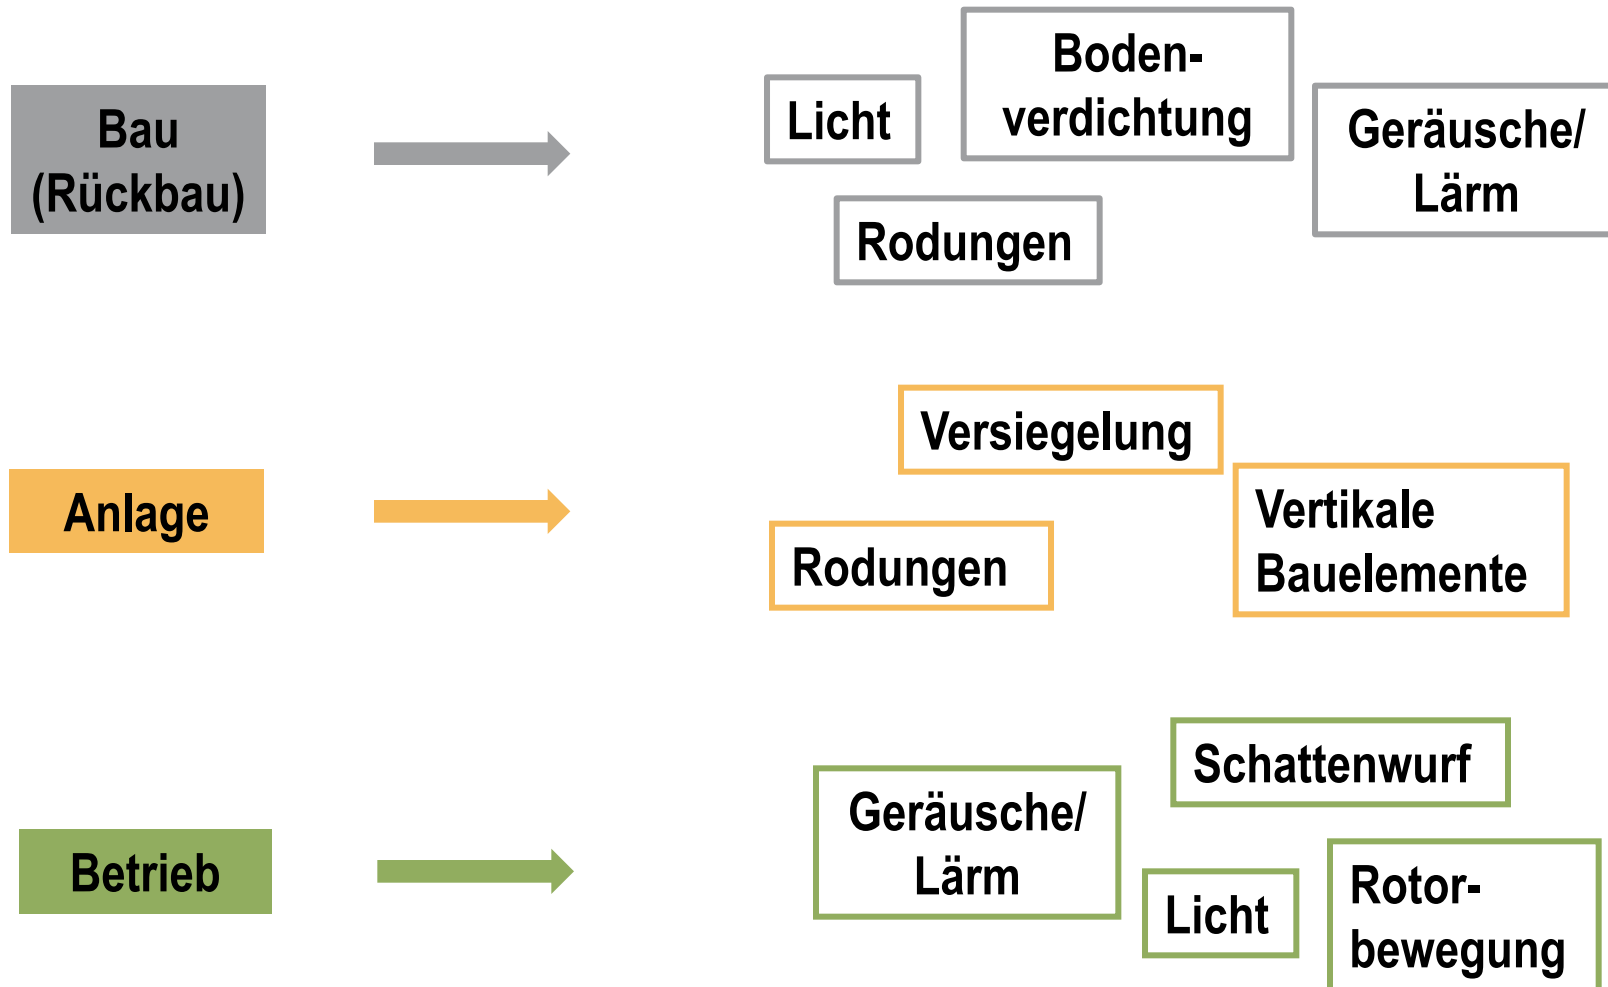 Bau
(Rückbau)
Licht
Boden-
verdichtung
Geräusche/
Lärm
Rodungen
Anlage
Versiegelung
Rodungen
Vertikale
Bauelemente
Betrieb
Geräusche/
Lärm
Schattenwurf
Licht
Rotor-
bewegung